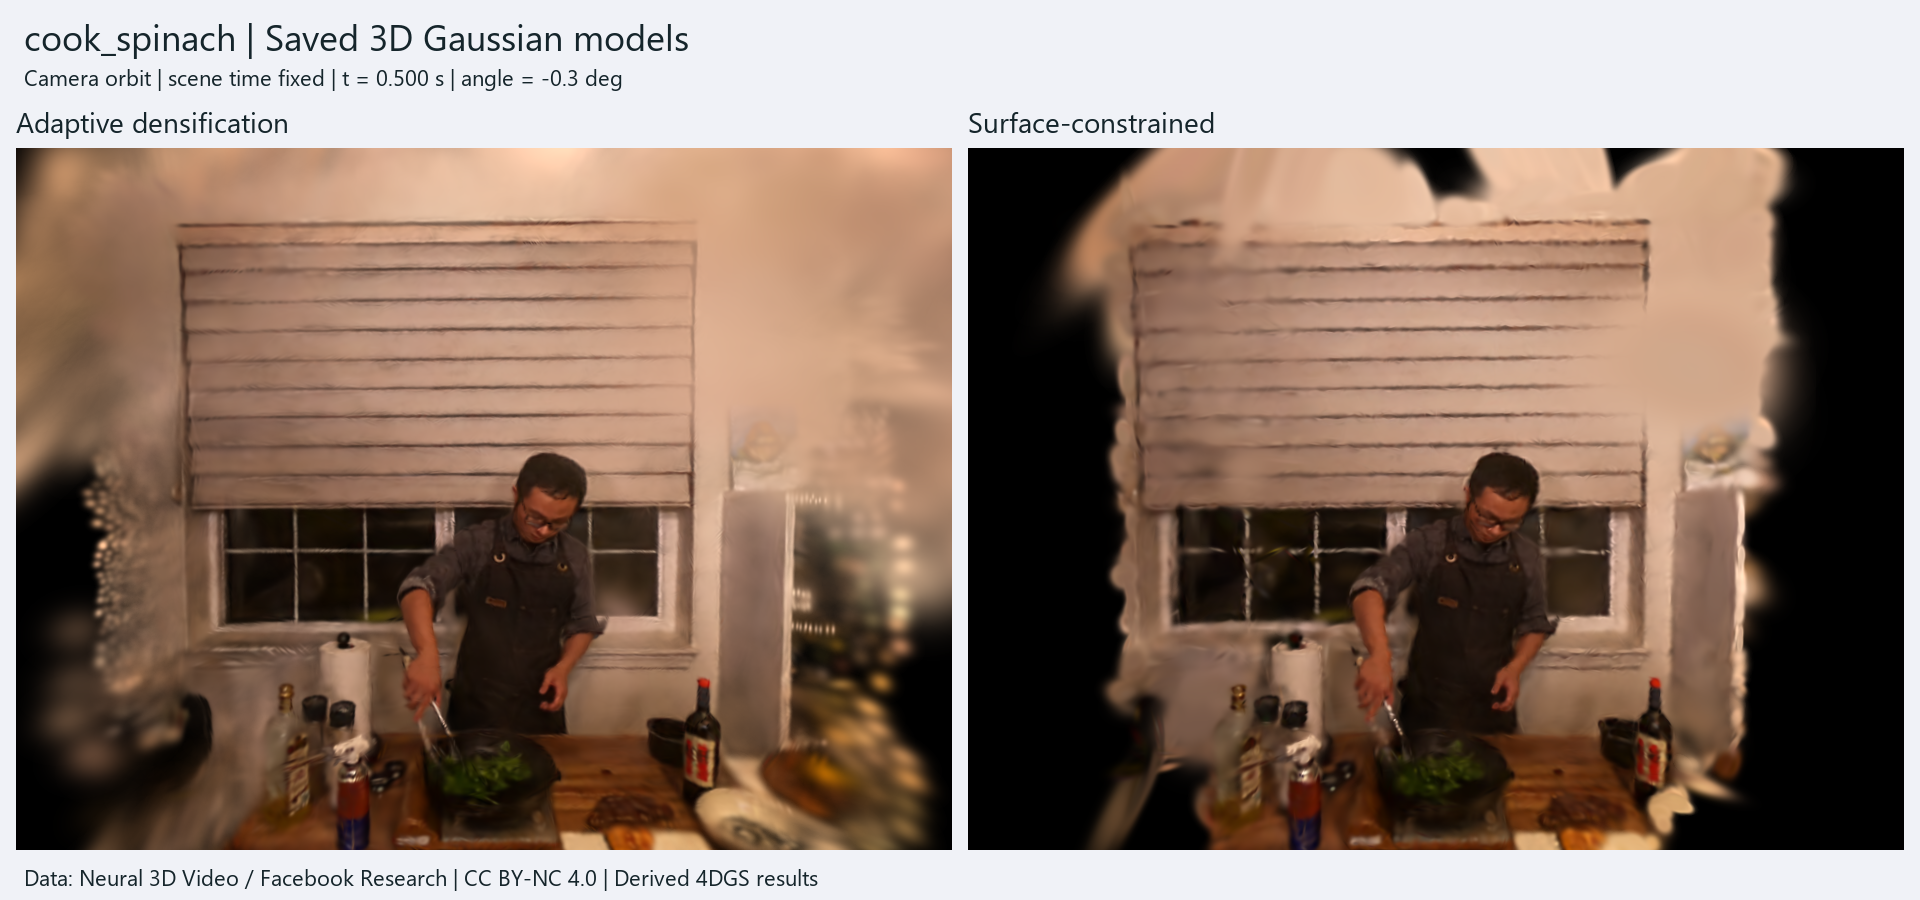 cook_spinach | Saved 3D Gaussian models
Camera orbit | scene time fixed | t = 0.500 s | angle = -0.3 deg
Adaptive densification
Surface-constrained
Data: Neural 3D Video / Facebook Research | CC BY-NC 4.0 | Derived 4DGS results